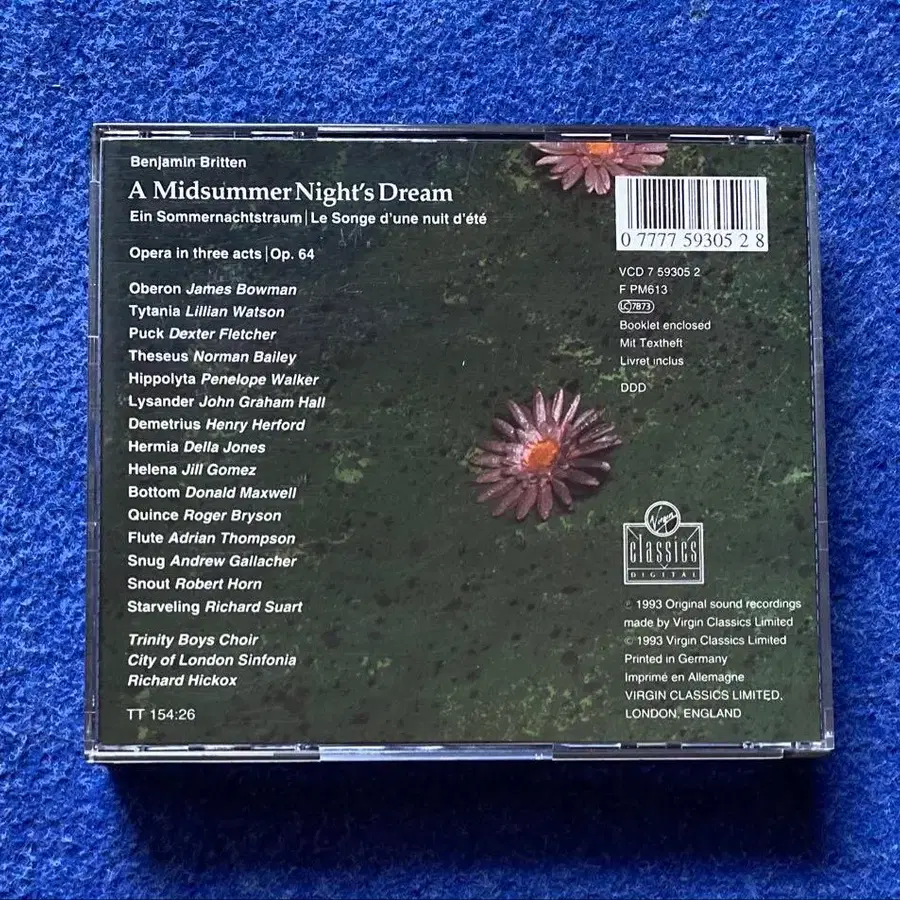 Benjamin Britten
A Midsummer Night's Dream
Ein Sommernachtstraum | Le Songe d'une nuit d'été
Opera in three acts | Op. 64
Oberon James Bowman
Tytania Lillian Watson
Puck Dexter Fletcher
Theseus Norman Bailey
Hippolyta Penelope Walker
Lysander John Graham Hall
Demetrius Henry Herford
Hermia Della Jones
Helena Jill Gomez
Bottom Donald Maxwell
Quince Roger Bryson
Flute Adrian Thompson
Snug Andrew Gallacher
Snout Robert Horn
Starveling Richard Suart
Trinity Boys Choir
City of London Sinfonia
Richard Hickox
TT 154:26
0 7777 59305 2 8
VCD 7 59305 2
F PM613
LC 7873
Booklet enclosed
Mit Textheft
Livret inclus
DDD
Virgin
classics
DIGITAL
℗ 1993 Original sound recordings
made by Virgin Classics Limited
© 1993 Virgin Classics Limited
Printed in Germany
Imprimé en Allemagne
VIRGIN CLASSICS LIMITED,
LONDON, ENGLAND